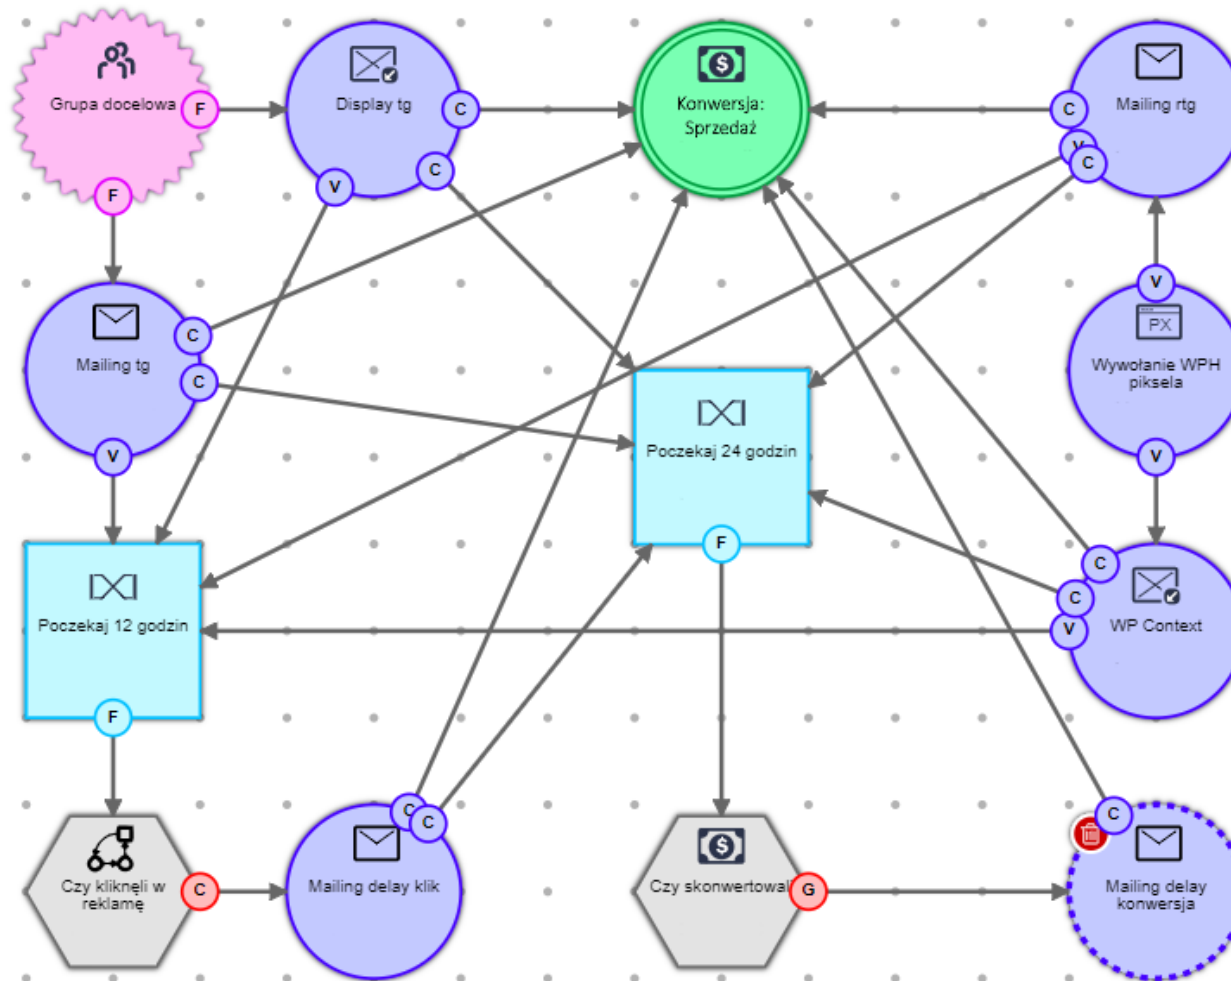 Grupa docelowa
F
F
Display tg
C
C
V
Konwersja:
Sprzedaż
Mailing rtg
C
V
C
Mailing tg
C
C
V
V
PX
Wywołanie WPH
piksela
V
Poczekaj 24 godzin
F
Poczekaj 12 godzin
F
C
C
V
WP Context
Czy kliknęli w
reklamę
C
C
C
Mailing delay klik
Czy skonwertowal
G
C
Mailing delay
konwersja